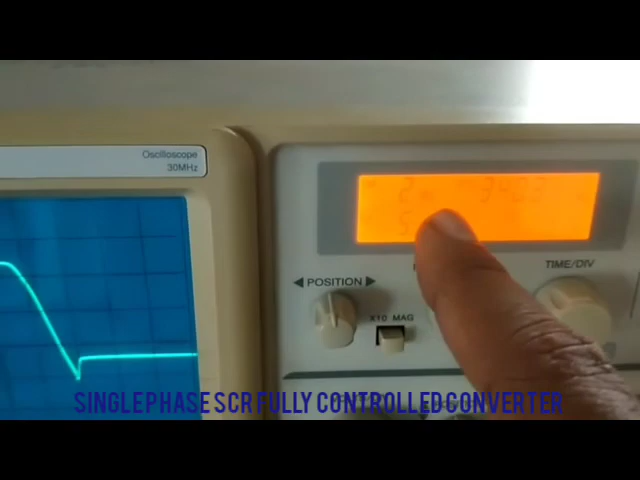 Oscilloscope
30MHz
◀ POSITION ▶
TIME/DIV
X10 MAG
SINGLE PHASE SCR FULLY CONTROLLED CONVERTER